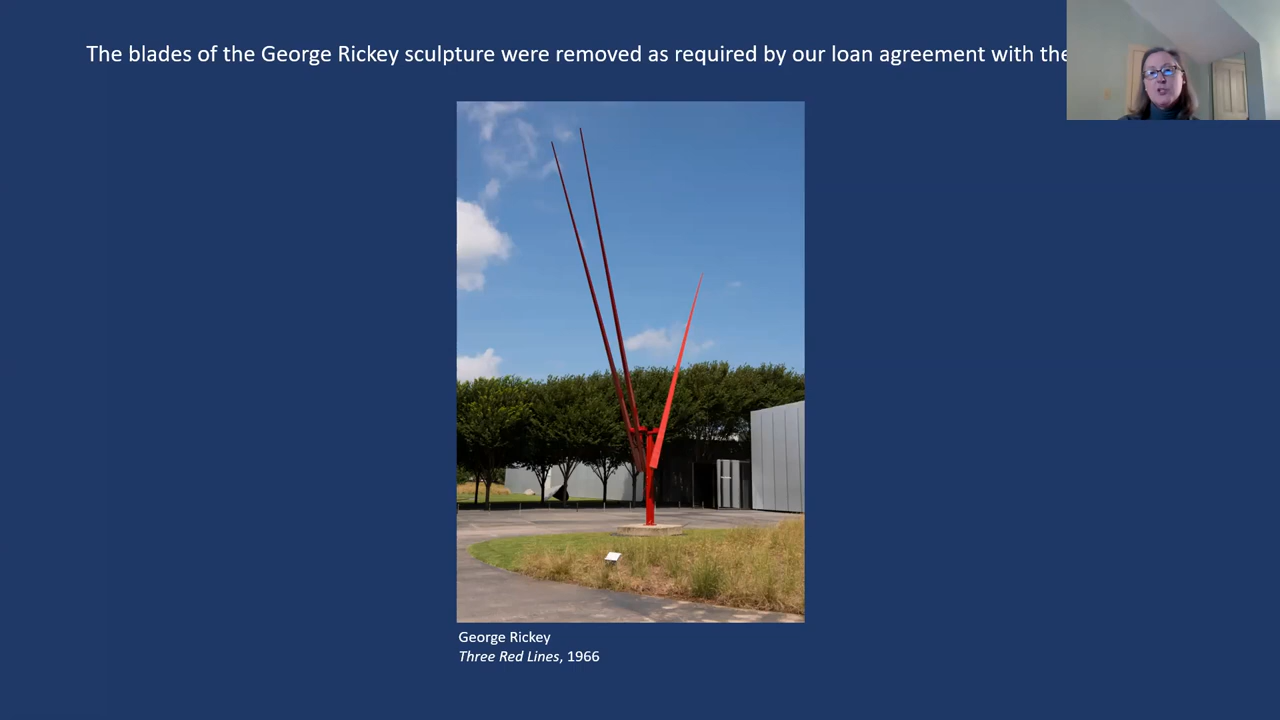 The blades of the George Rickey sculpture were removed as required by our loan agreement with the
George Rickey
Three Red Lines, 1966